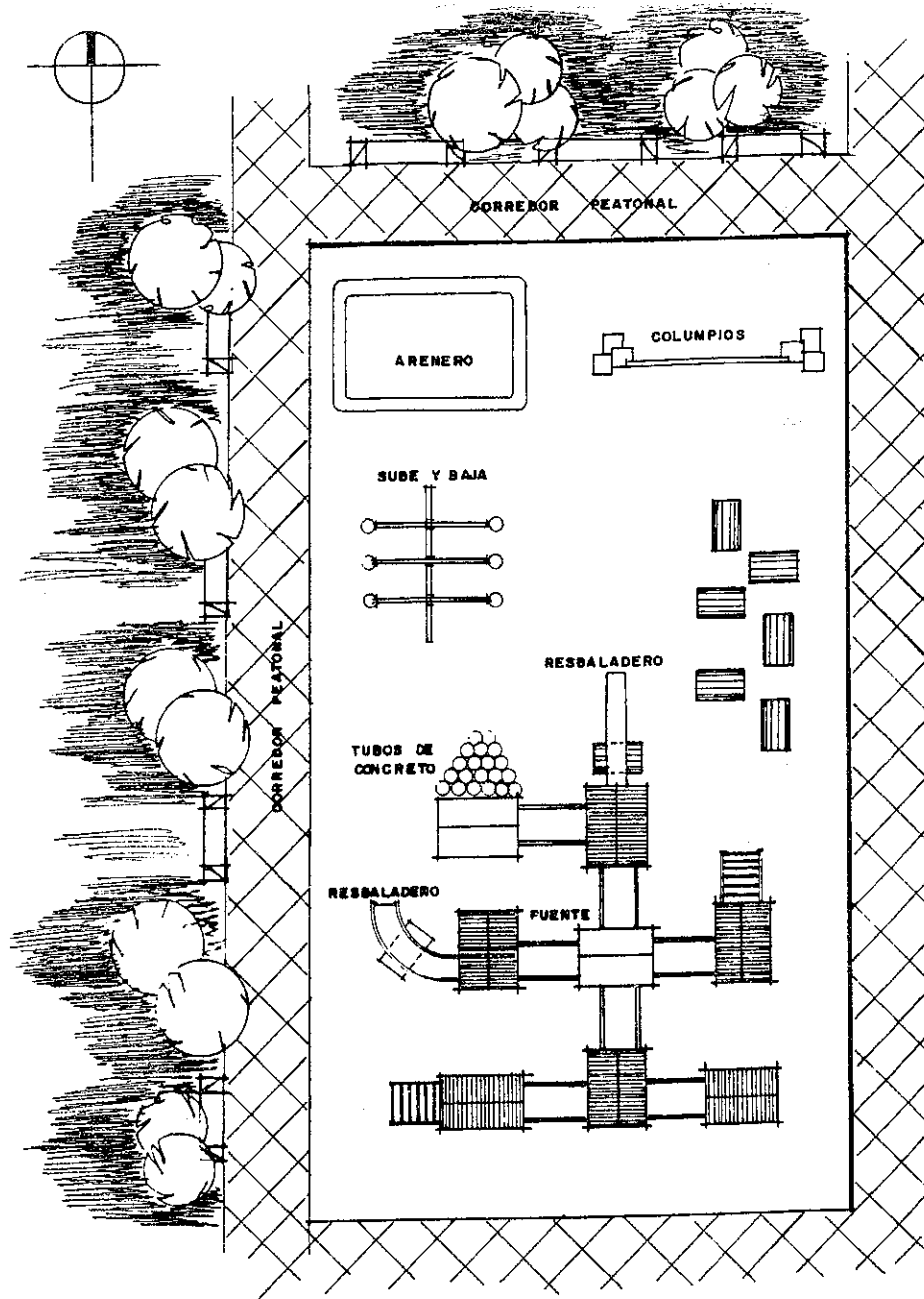 CORREDOR PEATONAL
COLUMPIOS
ARENERO
SUBE Y BAJA
CORREDOR PEATONAL
RESBALADERO
TUBOS DE
CONCRETO
RESBALADERO
FUENTE